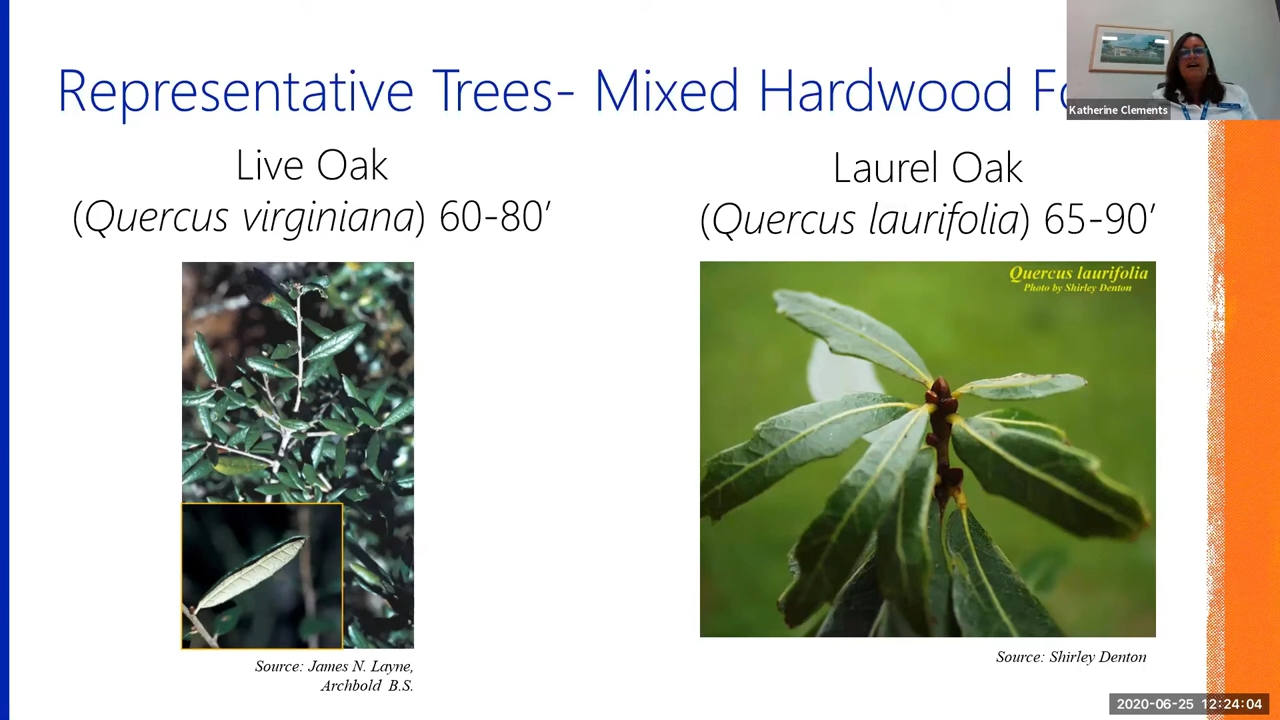 Representative Trees- Mixed Hardwood Fo
Katherine Clements
Live Oak
(Quercus virginiana) 60-80’
Laurel Oak
(Quercus laurifolia) 65-90’
Quercus laurifolia
Photo by Shirley Denton
Source: James N. Layne,
Archbold B.S.
Source: Shirley Denton
2020-06-25 12:24:04